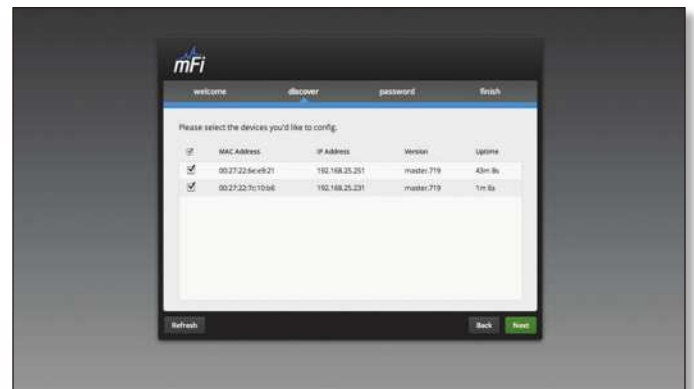 mFi
welcome discover password finish
Please select the devices you'd like to config.
MAC Address IP Address Version Uptime
00:27:22:6e:e9:21 192.168.25.251 master.719 43m 8s
00:27:22:7c:10:b6 192.168.25.231 master.719 1m 6s
Refresh Back Next